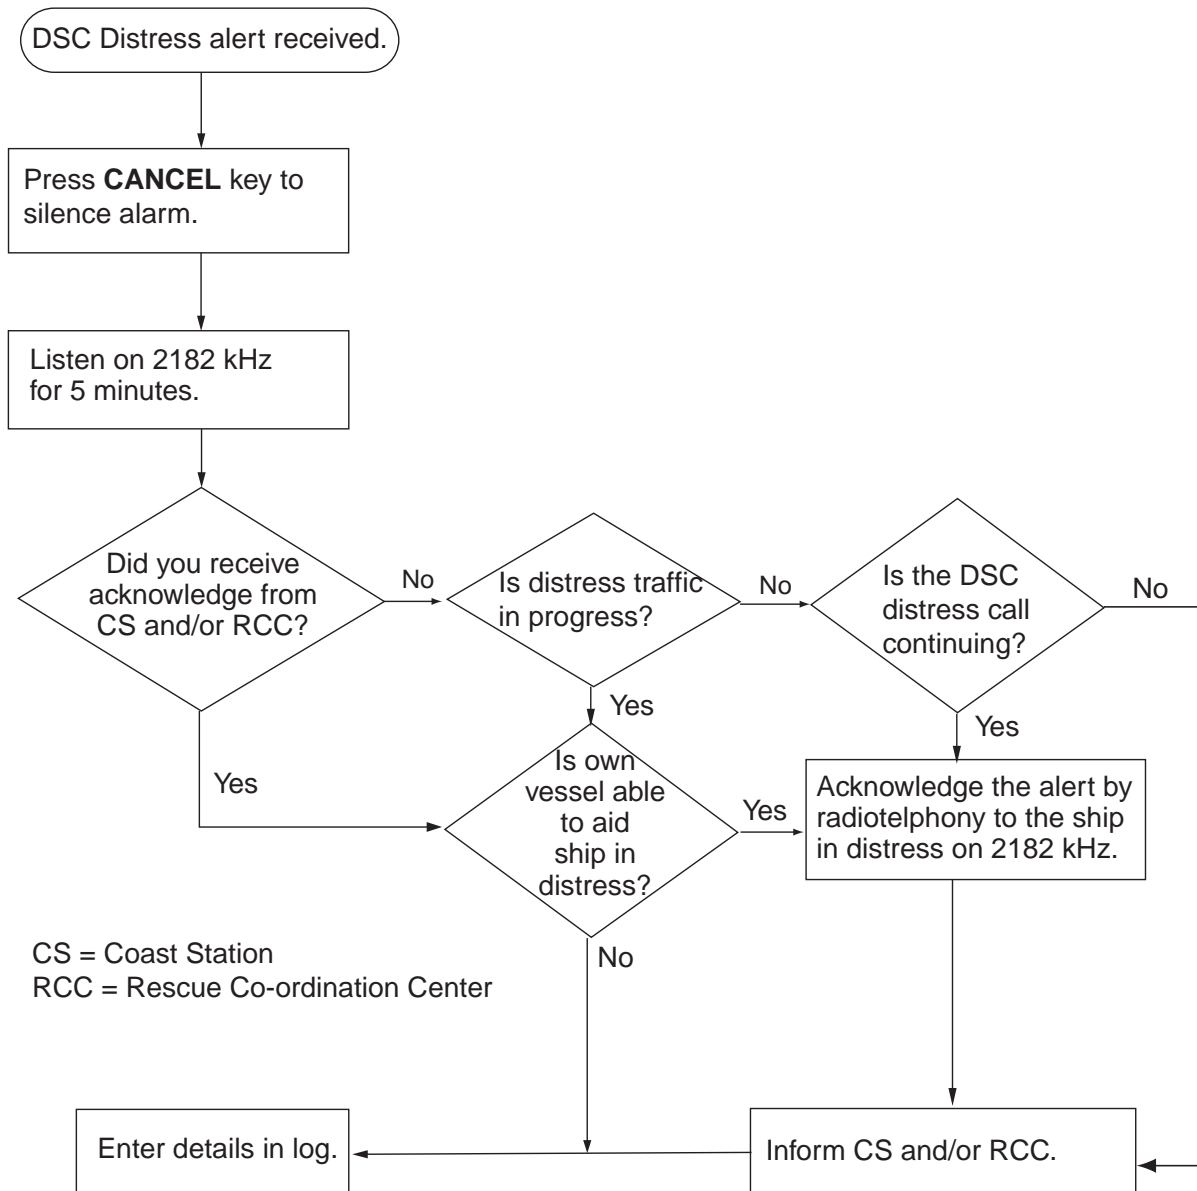 DSC Distress alert received.
Press CANCEL key to
silence alarm.
Listen on 2182 kHz
for 5 minutes.
Did you receive
acknowledge from
CS and/or RCC?
No
Is distress traffic
in progress?
No
Is the DSC
distress call
continuing?
No
Yes
Yes
Yes
Is own
vessel able
to aid
ship in
distress?
Yes
Acknowledge the alert by
radiotelphony to the ship
in distress on 2182 kHz.
No
CS = Coast Station
RCC = Rescue Co-ordination Center
Enter details in log.
Inform CS and/or RCC.